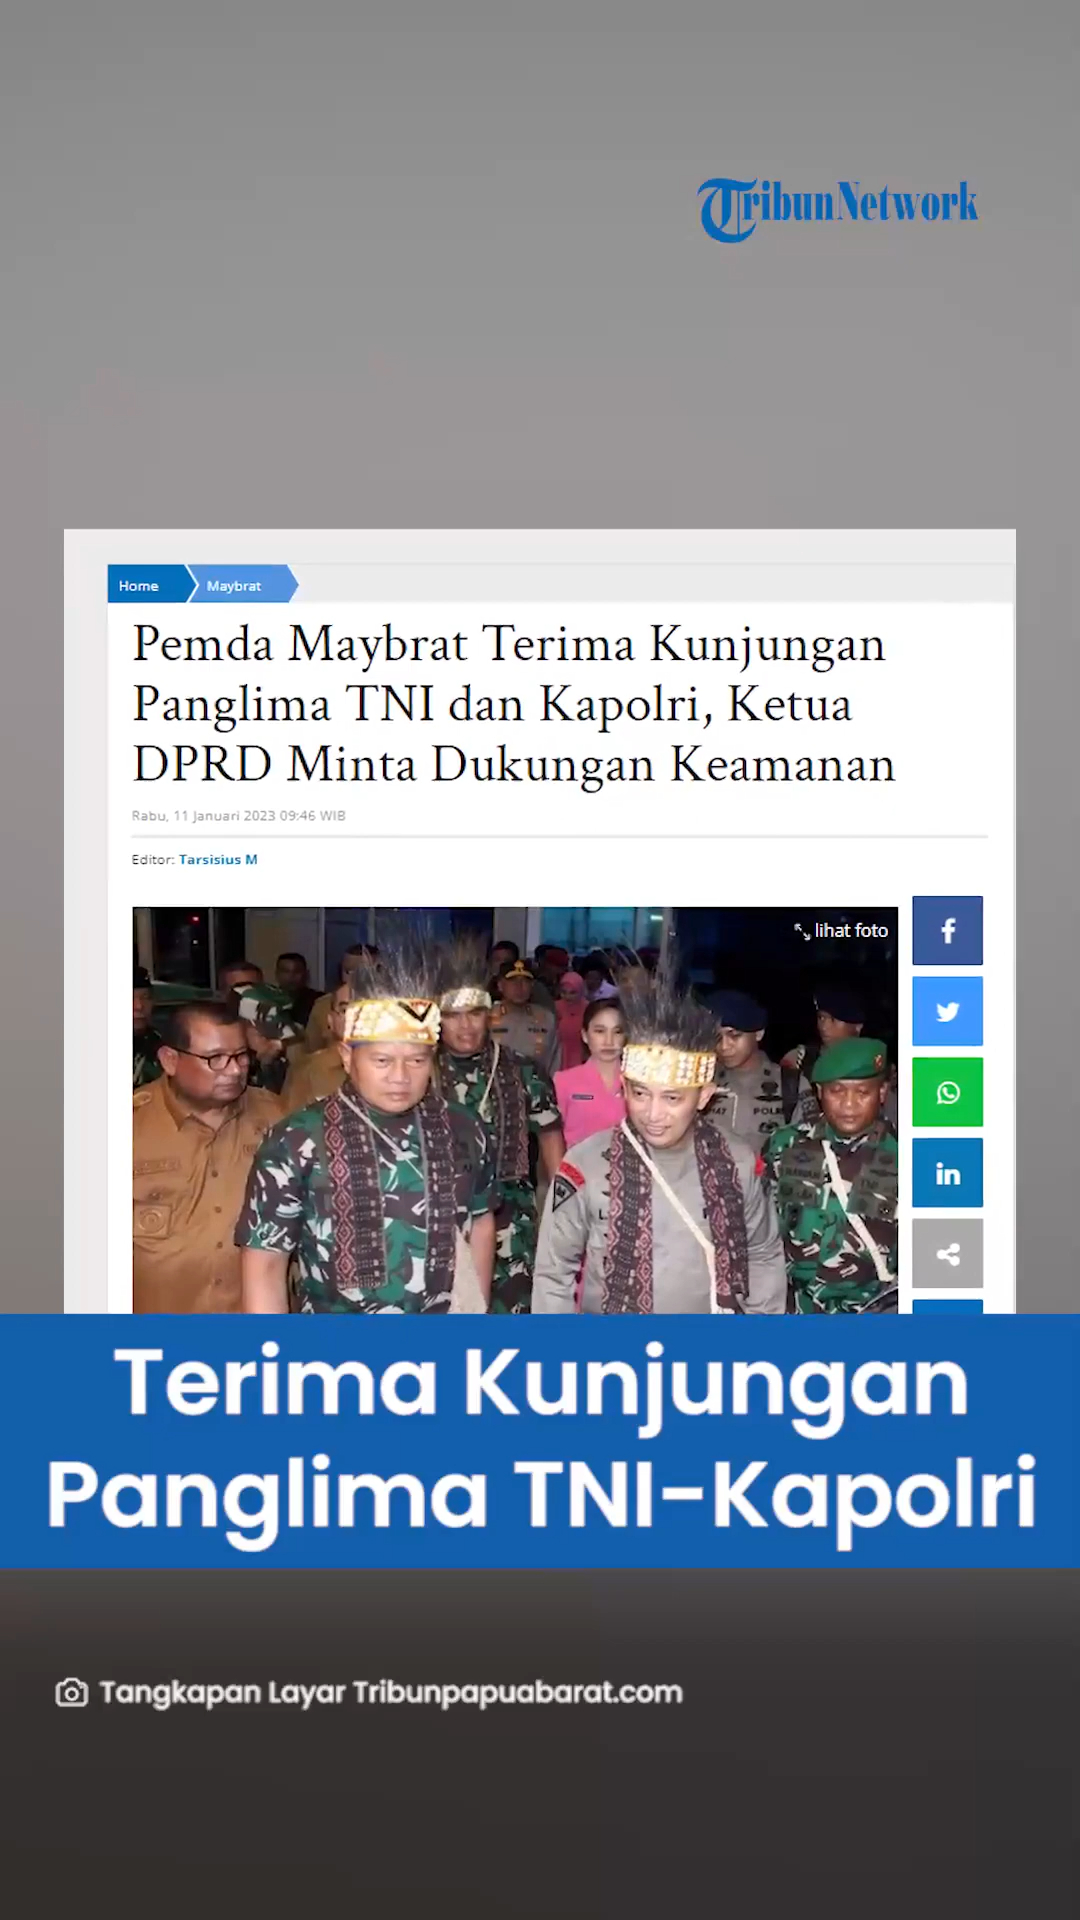 TribunNetwork
Home
Maybrat
Pemda Maybrat Terima Kunjungan
Panglima TNI dan Kapolri, Ketua
DPRD Minta Dukungan Keamanan
Rabu, 11 Januari 2023 09:46 WIB
Editor: Tarsisius M
lihat foto
Terima Kunjungan
Panglima TNI-Kapolri
Tangkapan Layar Tribunpapuabarat.com